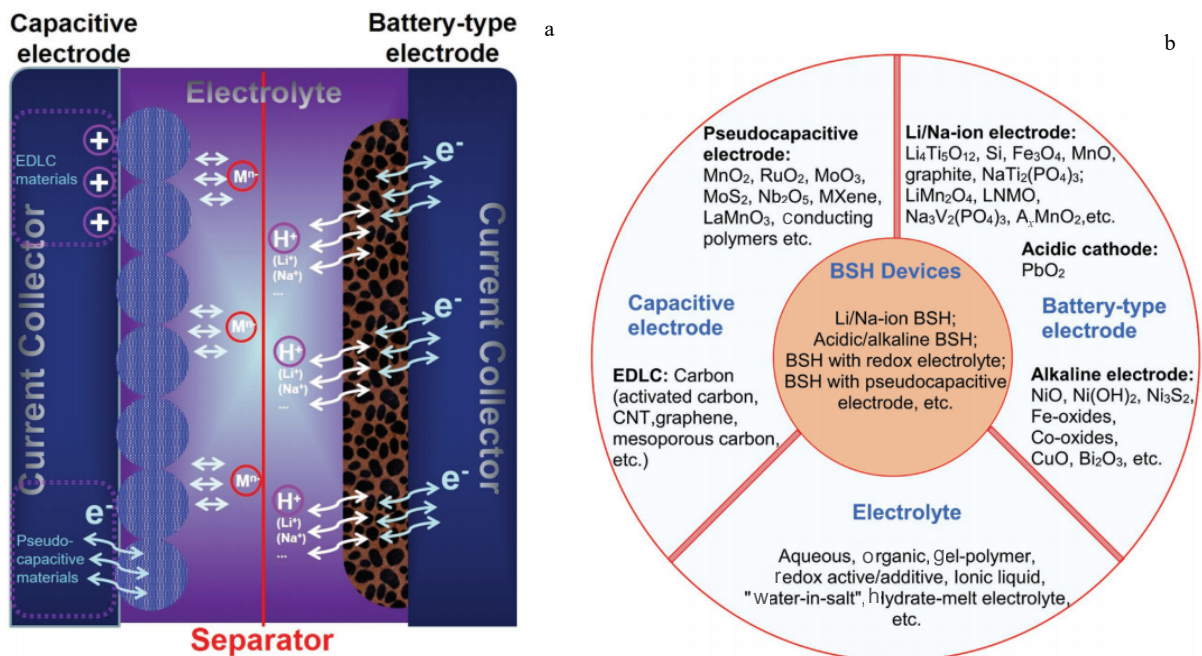 a
Capacitive
electrode
Battery-type
electrode
Electrolyte
EDLC
materials
+
+
+
Current Collector
Mⁿ⁻
Mⁿ⁻
Mⁿ⁻
H⁺
(Li⁺)
(Na⁺)
...
H⁺
(Li⁺)
(Na⁺)
...
H⁺
(Li⁺)
(Na⁺)
...
e⁻
e⁻
e⁻
Current Collector
e⁻
Pseudo-
capacitive
materials
Separator
b
Pseudocapacitive
electrode:
MnO₂, RuO₂, MoO₃,
MoS₂, Nb₂O₅, MXene,
LaMnO₃, conducting
polymers etc.
Capacitive
electrode
EDLC: Carbon
(activated carbon,
CNT,graphene,
mesoporous carbon,
etc.)
Li/Na-ion electrode:
Li₄Ti₅O₁₂, Si, Fe₃O₄, MnO,
graphite, NaTi₂(PO₄)₃;
LiMn₂O₄, LNMO,
Na₃V₂(PO₄)₃, AₓMnO₂,etc.
Acidic cathode:
PbO₂
Battery-type
electrode
Alkaline electrode:
NiO, Ni(OH)₂, Ni₃S₂,
Fe-oxides,
Co-oxides,
CuO, Bi₂O₃, etc.
BSH Devices
Li/Na-ion BSH;
Acidic/alkaline BSH;
BSH with redox electrolyte;
BSH with pseudocapacitive
electrode, etc.
Electrolyte
Aqueous, organic, gel-polymer,
redox active/additive, Ionic liquid,
"water-in-salt", hydrate-melt electrolyte,
etc.